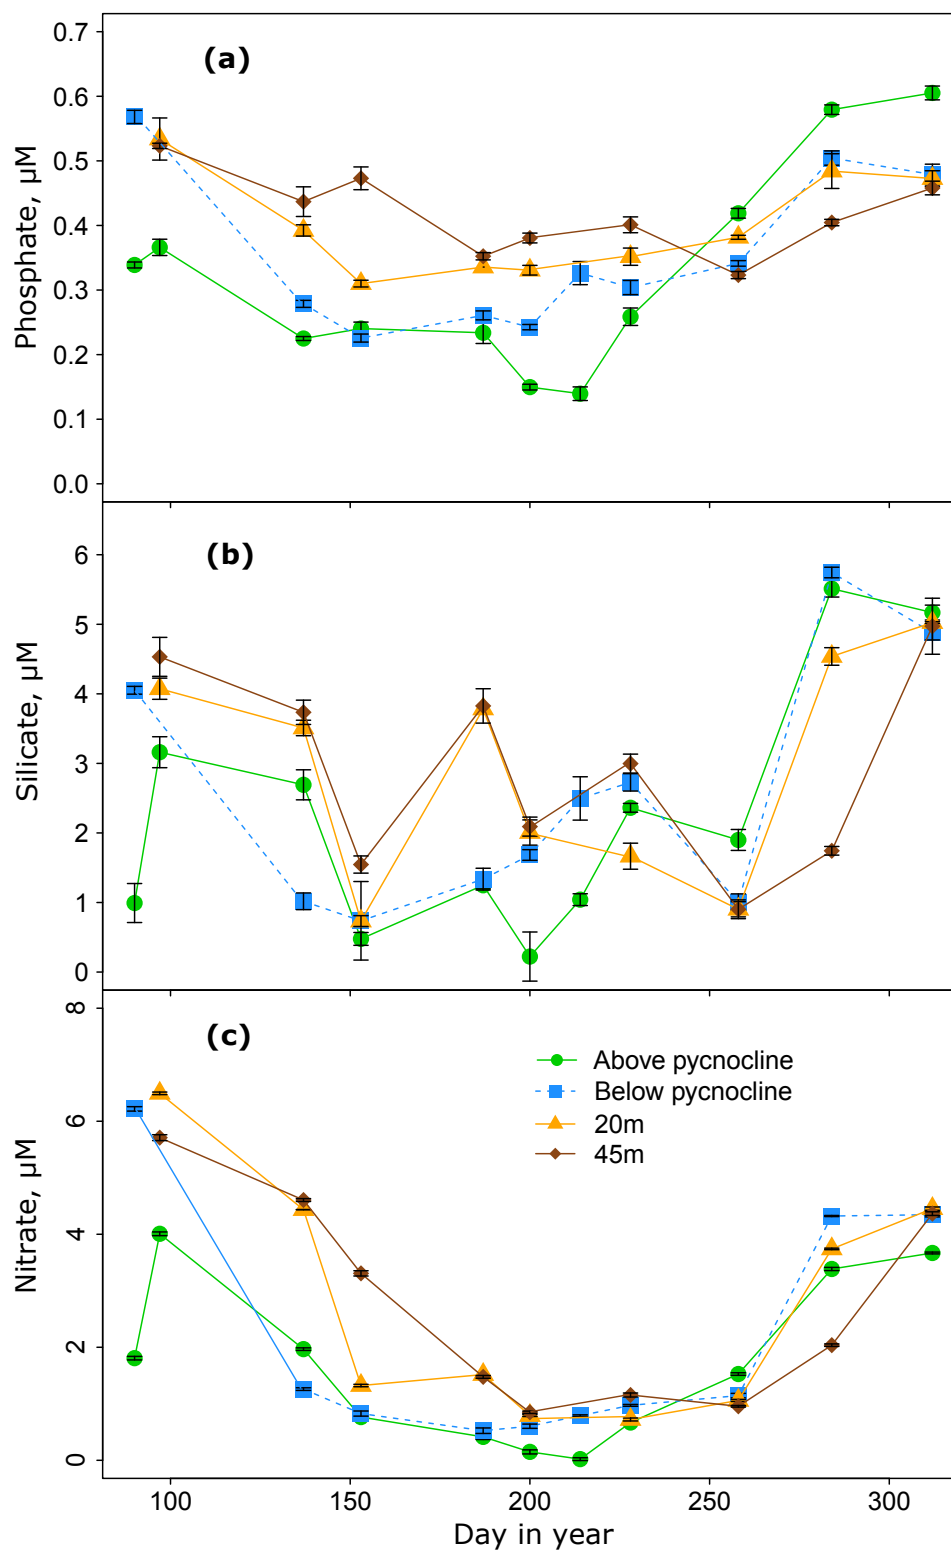 (a)
Phosphate, µM
0.7
0.6
0.5
0.4
0.3
0.2
0.1
0.0
(b)
Silicate, µM
6
5
4
3
2
1
0
(c)
Nitrate, µM
8
6
4
2
0
Above pycnocline
Below pycnocline
20m
45m
100 150 200 250 300
Day in year